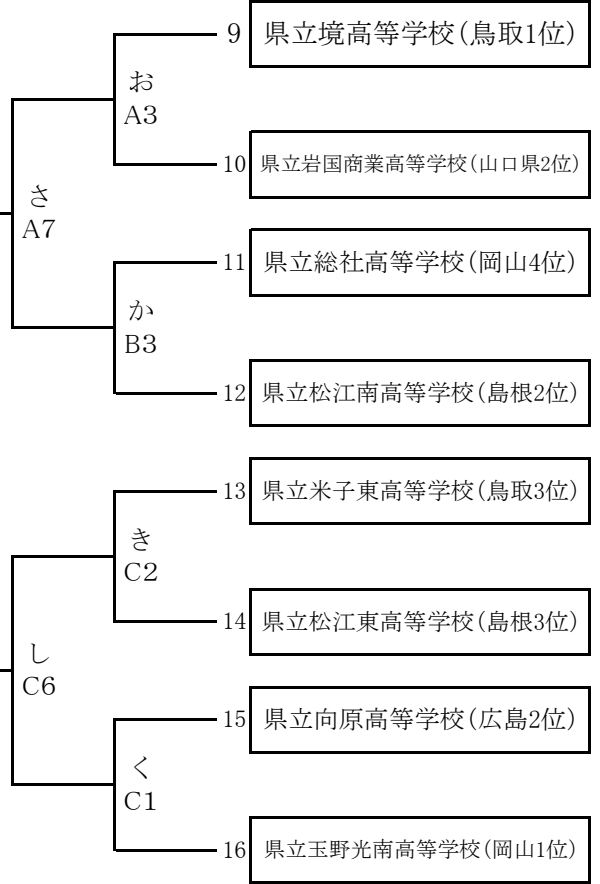 9 県立境高等学校(鳥取1位)
お
A3
10 県立岩国商業高等学校(山口県2位)
さ
A7
11 県立総社高等学校(岡山4位)
か
B3
12 県立松江南高等学校(島根2位)
13 県立米子東高等学校(鳥取3位)
き
C2
14 県立松江東高等学校(島根3位)
し
C6
15 県立向原高等学校(広島2位)
く
C1
16 県立玉野光南高等学校(岡山1位)